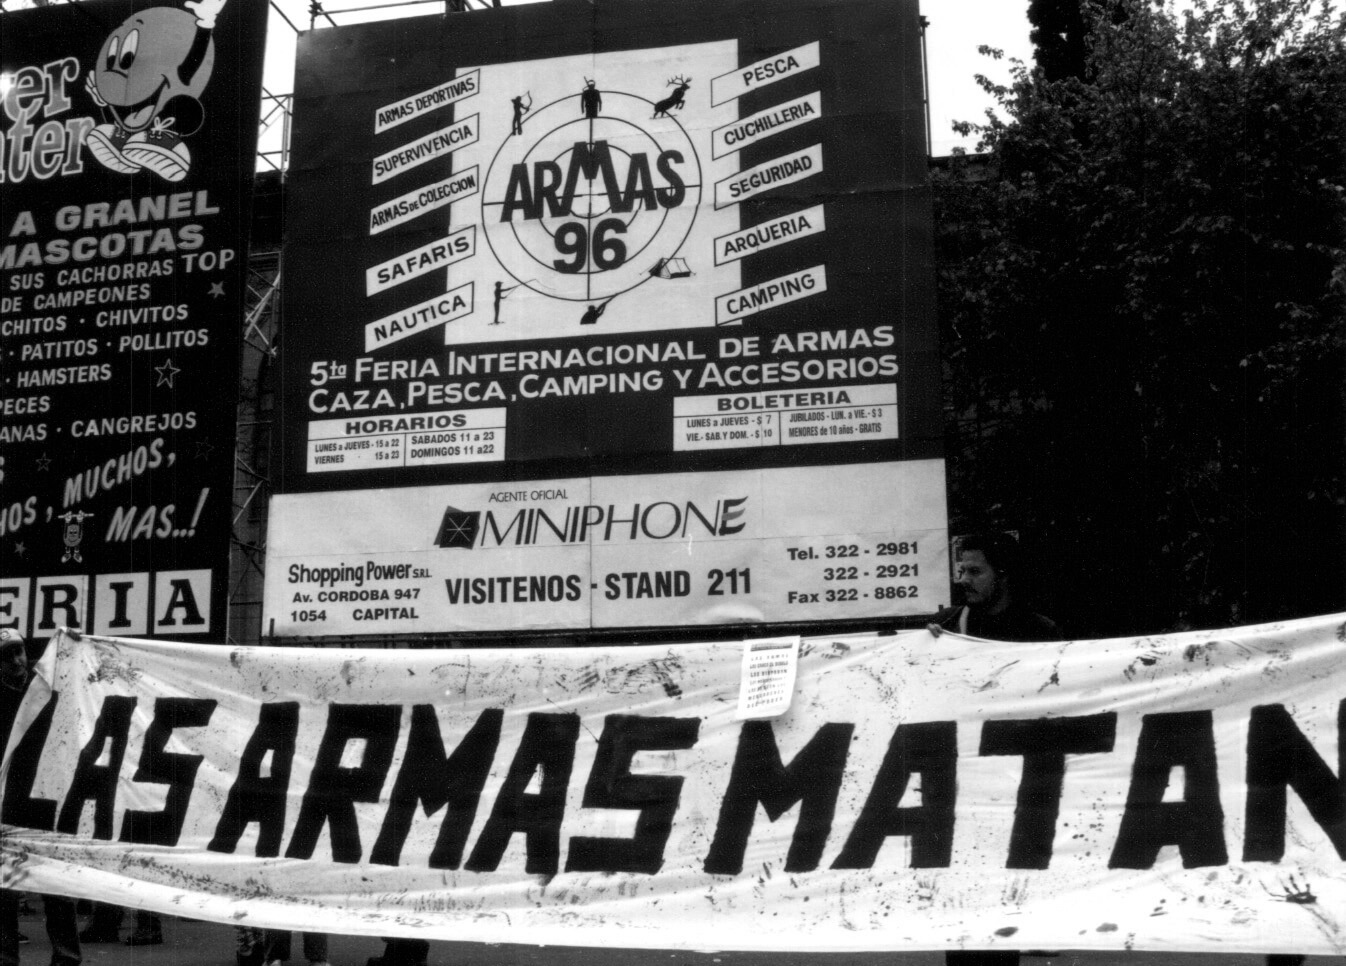 A GRANEL
MASCOTAS
SUS CACHORRAS TOP
DE CAMPEONES
CHITOS · CHIVITOS
· PATITOS · POLLITOS
· HAMSTERS
PECES
ANAS · CANGREJOS
MUCHOS,
MAS..!
ERIA
ARMAS DEPORTIVAS
SUPERVIVENCIA
ARMAS DE COLECCION
SAFARIS
NAUTICA
ARMAS
96
PESCA
CUCHILLERIA
SEGURIDAD
ARQUERIA
CAMPING
5ta FERIA INTERNACIONAL DE ARMAS
CAZA, PESCA, CAMPING Y ACCESORIOS
HORARIOS
LUNES a JUEVES - 15 a 22
VIERNES · 15 a 23
SABADOS 11 a 23
DOMINGOS 11 a 22
BOLETERIA
LUNES a JUEVES - $ 7
VIE.- SAB. Y DOM. - $ 10
JUBILADOS - LUN. a VIE. - $ 3
MENORES de 10 años - GRATIS
AGENTE OFICIAL
MINIPHONE
Shopping Power S.R.L.
Av. CORDOBA 947
1054 CAPITAL
VISITENOS - STAND 211
Tel. 322 - 2981
322 - 2921
Fax 322 - 8862
LAS ARMAS MATAN